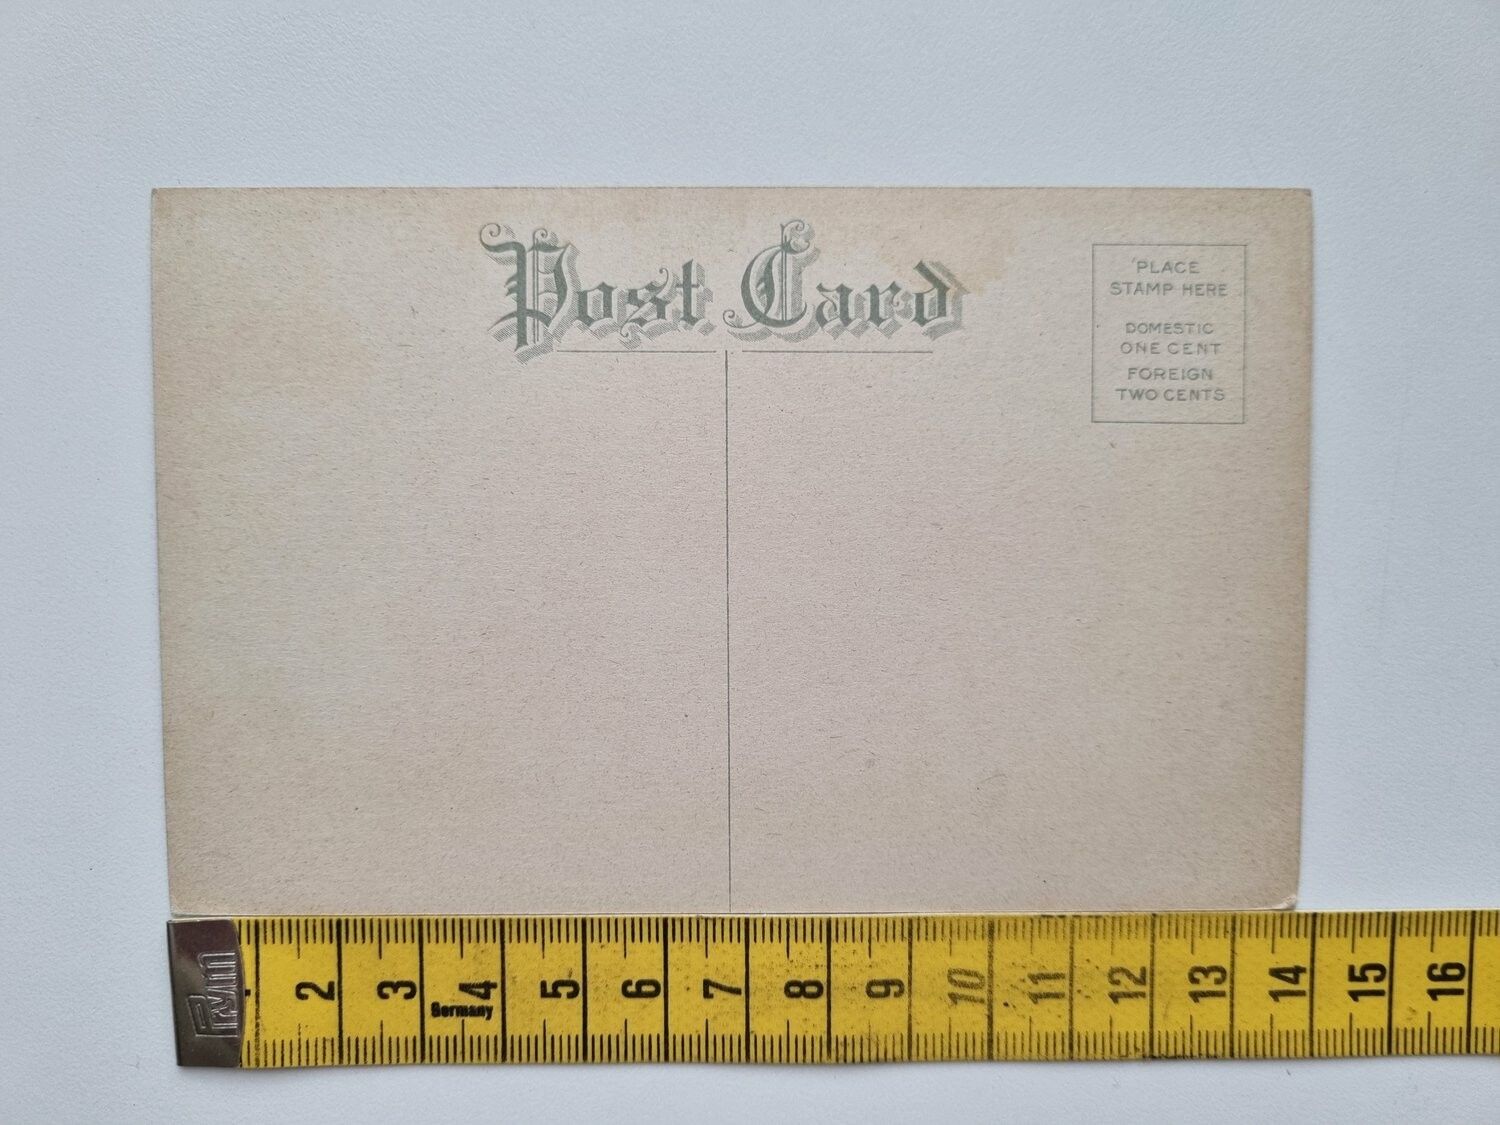 Post Card
PLACE
STAMP HERE
DOMESTIC
ONE CENT
FOREIGN
TWO CENTS
Prym
2 3 4 5 6 7 8 9 10 11 12 13 14 15 16
Germany